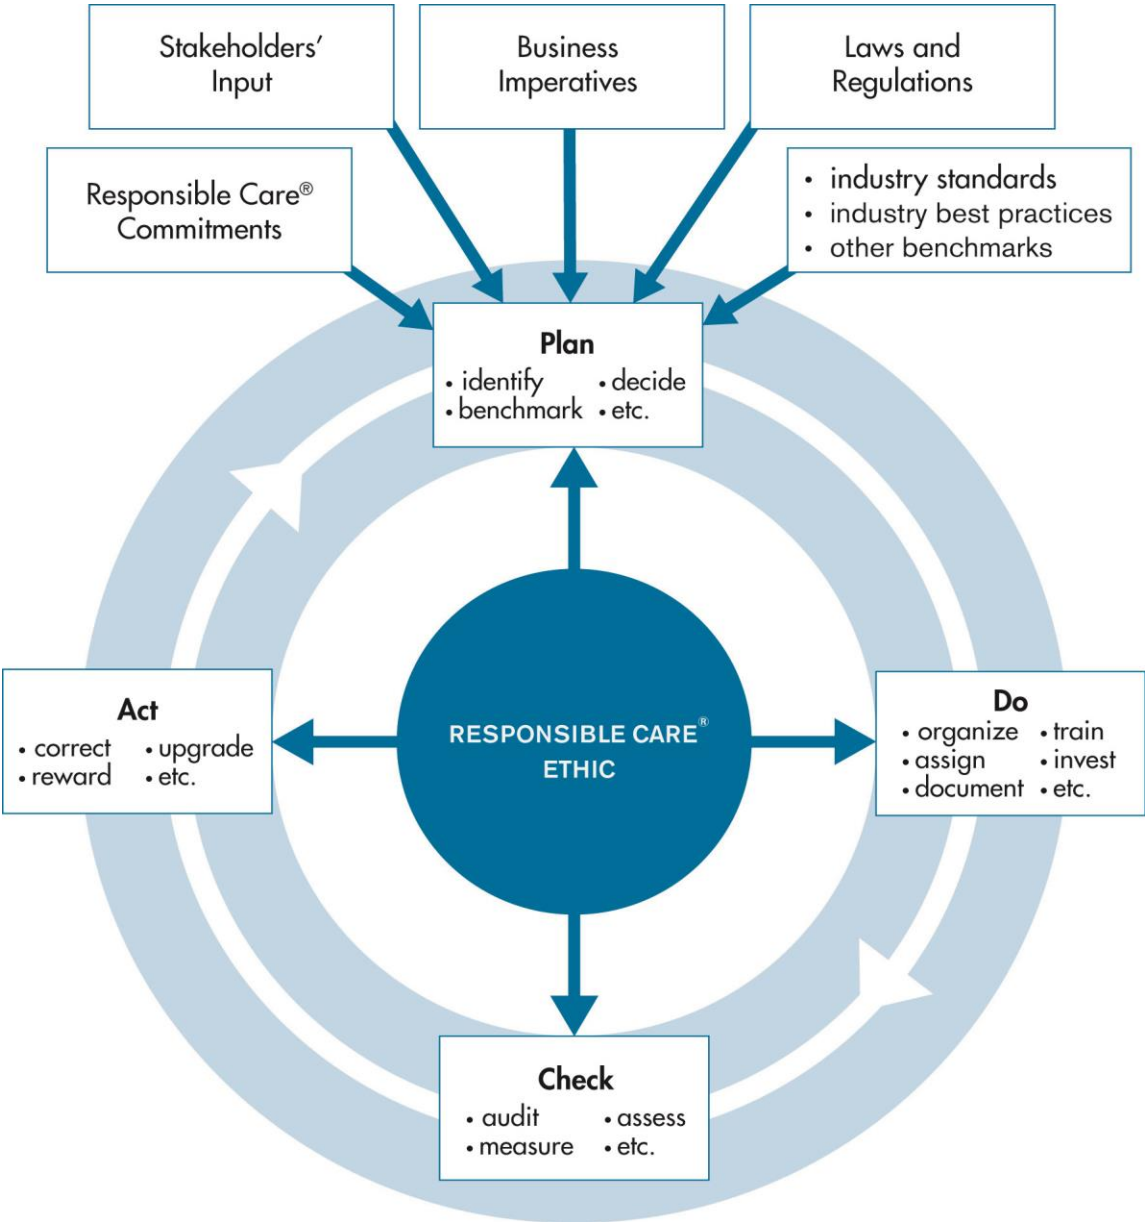 Stakeholders’
Input
Business
Imperatives
Laws and
Regulations
Responsible Care®
Commitments
• industry standards
• industry best practices
• other benchmarks
Plan
• identify • decide
• benchmark • etc.
Act
• correct • upgrade
• reward • etc.
RESPONSIBLE CARE®
ETHIC
Do
• organize • train
• assign • invest
• document • etc.
Check
• audit • assess
• measure • etc.